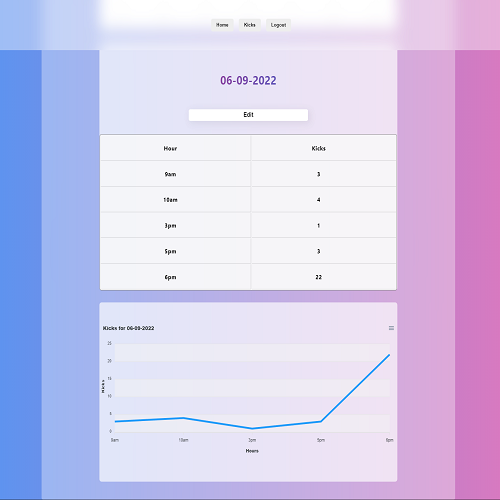 Home Kicks Logout
06-09-2022
Edit
Hour Kicks
9am 3
10am 4
3pm 1
5pm 3
6pm 22
Kicks for 06-09-2022
25
20
15
10
5
0
Kicks
9am 10am 3pm 5pm 6pm
Hours